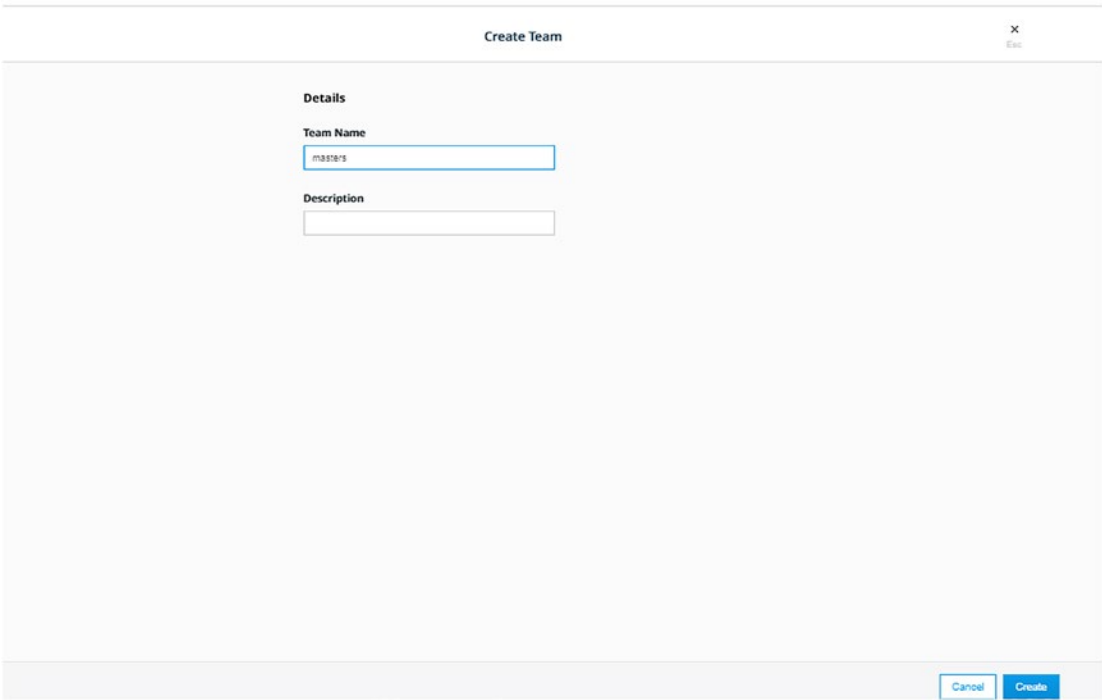 Create Team
×
Esc
Details
Team Name
masters
Description
Cancel
Create